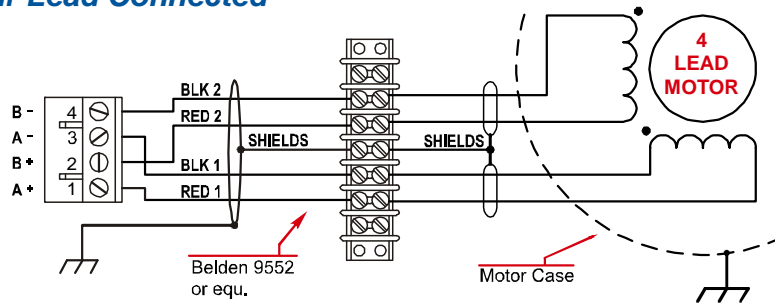 Lead Connected
4
LEAD
MOTOR
BLK 2
B - 4
RED 2
A - 3
SHIELDS
SHIELDS
B + 2
BLK 1
A + 1
RED 1
Belden 9552
or equ.
Motor Case